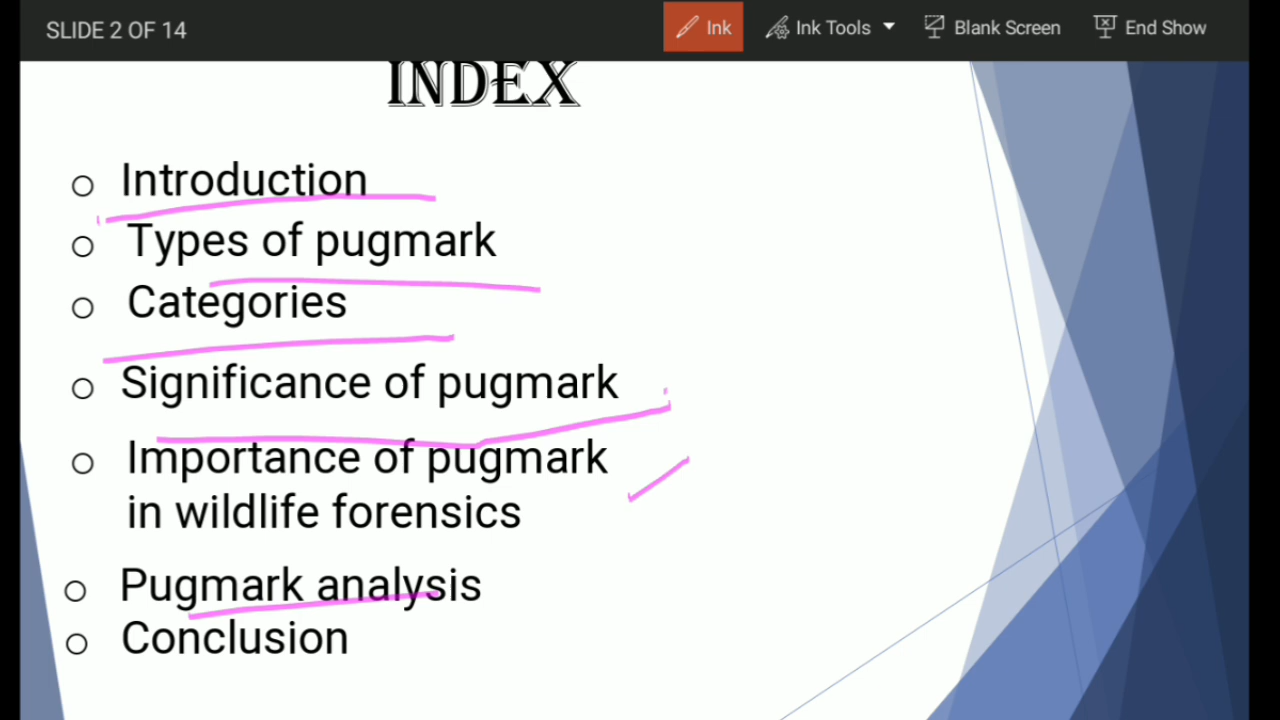 SLIDE 2 OF 14
Ink
Ink Tools
Blank Screen
End Show
INDEX
Introduction
Types of pugmark
Categories
Significance of pugmark
Importance of pugmark
in wildlife forensics
Pugmark analysis
Conclusion